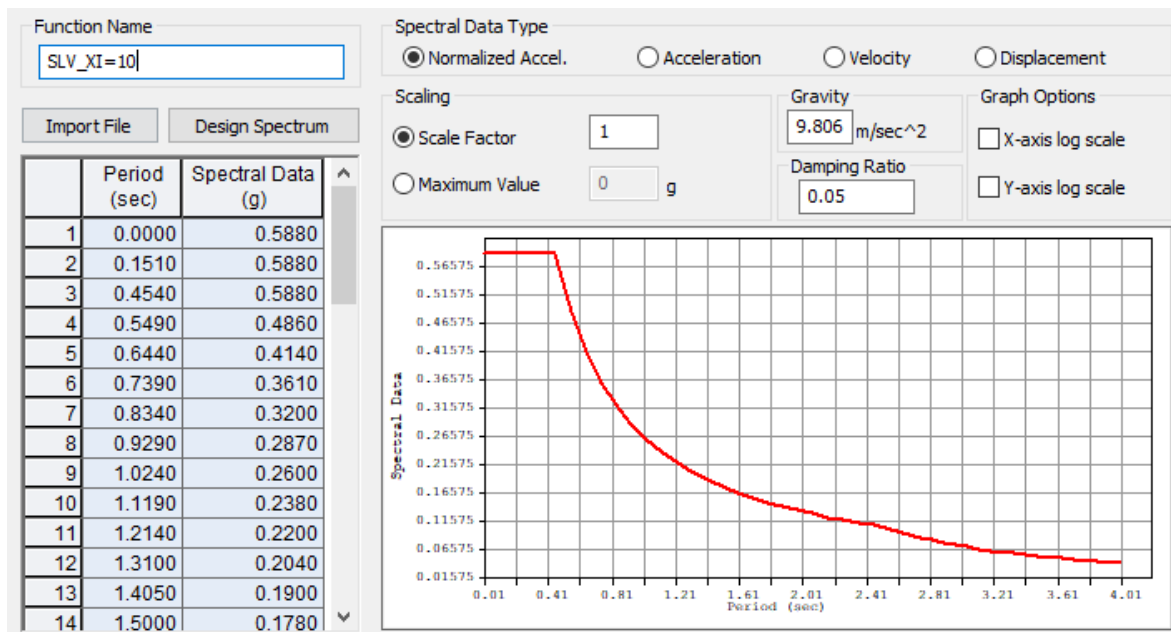 Function Name
SLV_XI=10
Import File
Design Spectrum
Period
(sec)
Spectral Data
(g)
1 0.0000 0.5880
2 0.1510 0.5880
3 0.4540 0.5880
4 0.5490 0.4860
5 0.6440 0.4140
6 0.7390 0.3610
7 0.8340 0.3200
8 0.9290 0.2870
9 1.0240 0.2600
10 1.1190 0.2380
11 1.2140 0.2200
12 1.3100 0.2040
13 1.4050 0.1900
14 1.5000 0.1780
Spectral Data Type
Normalized Accel.
Acceleration
Velocity
Displacement
Scaling
Scale Factor 1
Maximum Value 0 g
Gravity
9.806 m/sec^2
Damping Ratio
0.05
Graph Options
X-axis log scale
Y-axis log scale
0.56575
0.51575
0.46575
0.41575
0.36575
0.31575
0.26575
0.21575
0.16575
0.11575
0.06575
0.01575
Spectral Data
0.01 0.41 0.81 1.21 1.61 2.01 2.41 2.81 3.21 3.61 4.01
Period (sec)